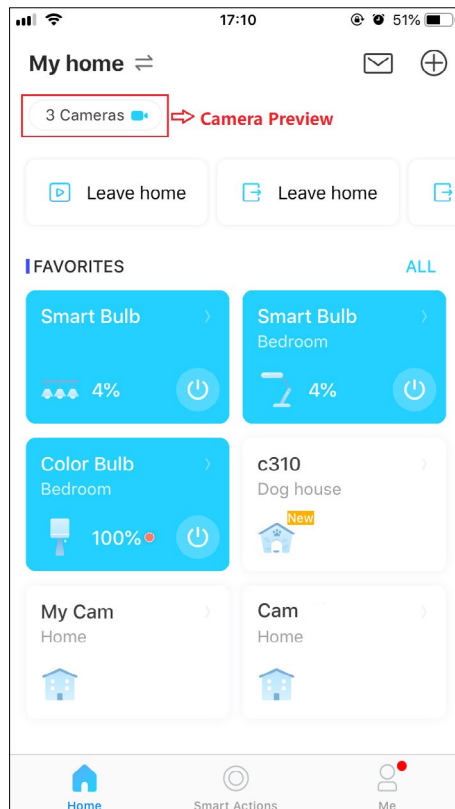 17:10
51%
My home
3 Cameras
Camera Preview
Leave home
Leave home
FAVORITES
ALL
Smart Bulb
4%
Smart Bulb
Bedroom
4%
Color Bulb
Bedroom
100%
c310
Dog house
New
My Cam
Home
Cam
Home
Home
Smart Actions
Me